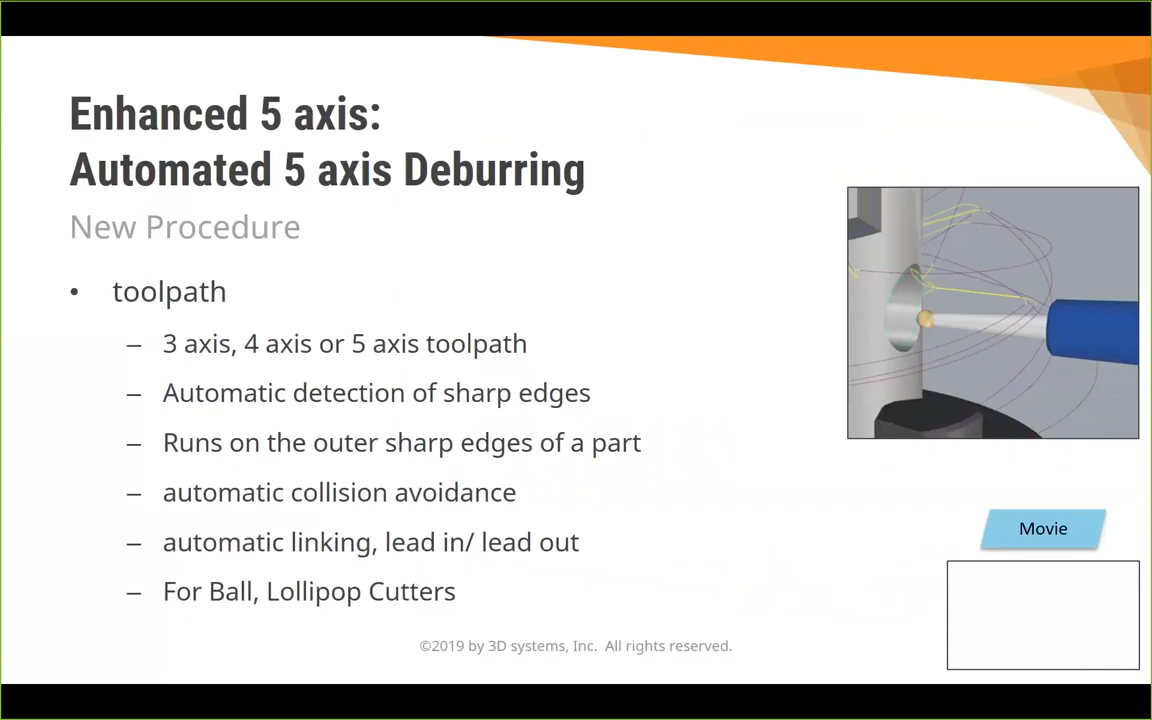 Enhanced 5 axis:
Automated 5 axis Deburring
New Procedure
• toolpath
– 3 axis, 4 axis or 5 axis toolpath
– Automatic detection of sharp edges
– Runs on the outer sharp edges of a part
– automatic collision avoidance
– automatic linking, lead in/ lead out
– For Ball, Lollipop Cutters
Movie
©2019 by 3D systems, Inc. All rights reserved.